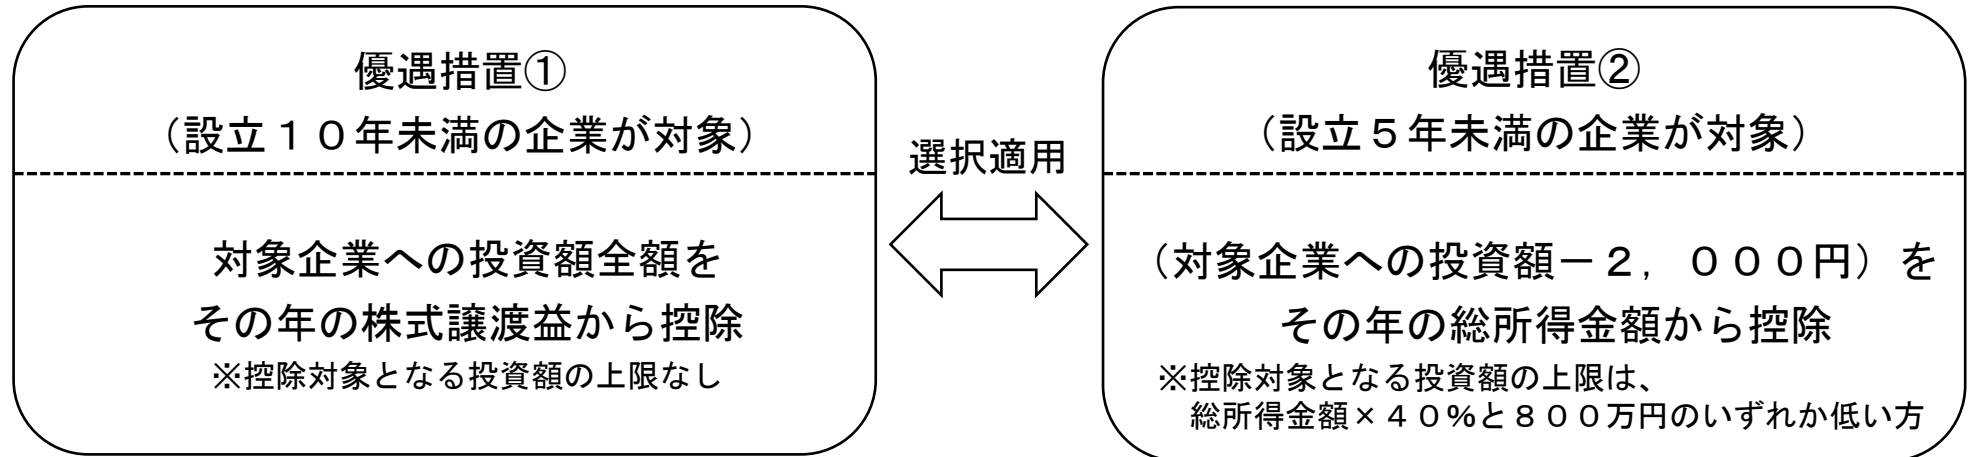 優遇措置①
（設立１０年未満の企業が対象）
対象企業への投資額全額を
その年の株式譲渡益から控除
※控除対象となる投資額の上限なし
選択適用
優遇措置②
（設立５年未満の企業が対象）
（対象企業への投資額－２，０００円）を
その年の総所得金額から控除
※控除対象となる投資額の上限は、
総所得金額×４０％と８００万円のいずれか低い方